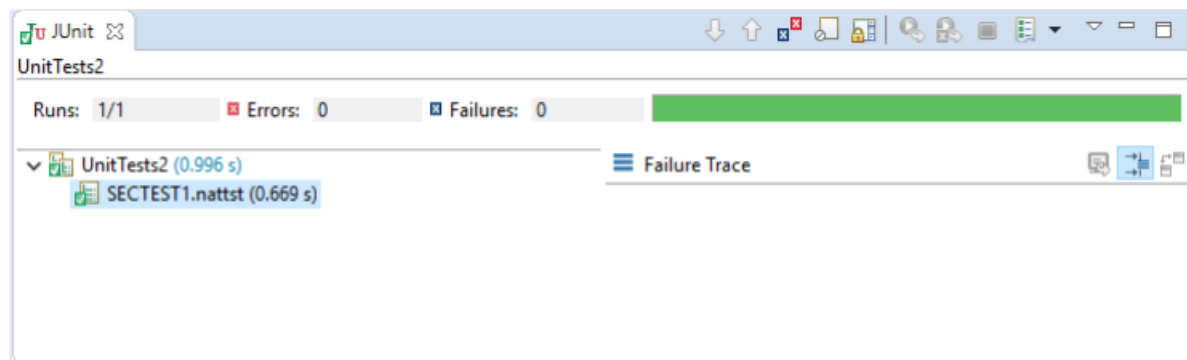 JUnit
UnitTests2
Runs: 1/1 Errors: 0 Failures: 0
UnitTests2 (0.996 s)
Failure Trace
SECTEST1.nattst (0.669 s)